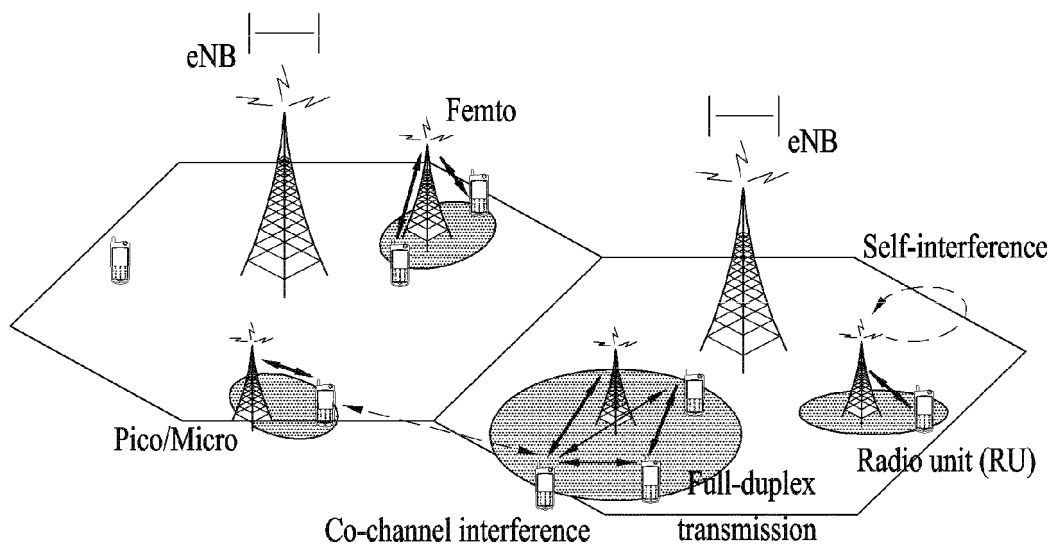 eNB
Femto
eNB
Self-interference
Pico/Micro
Radio unit (RU)
Full-duplex
transmission
Co-channel interference